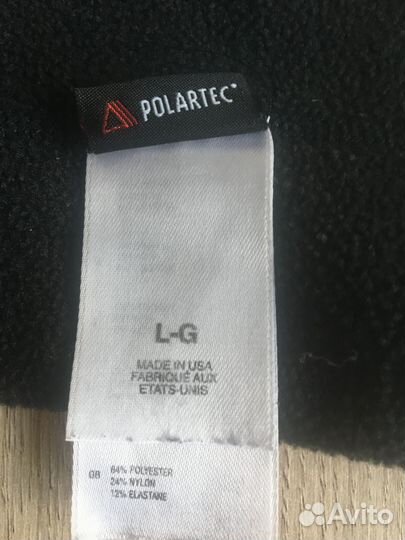 POLARTEC
L-G
MADE IN USA
FABRIQUÉ AUX
ETATS-UNIS
GB 64% POLYESTER
24% NYLON
12% ELASTANE
Avito